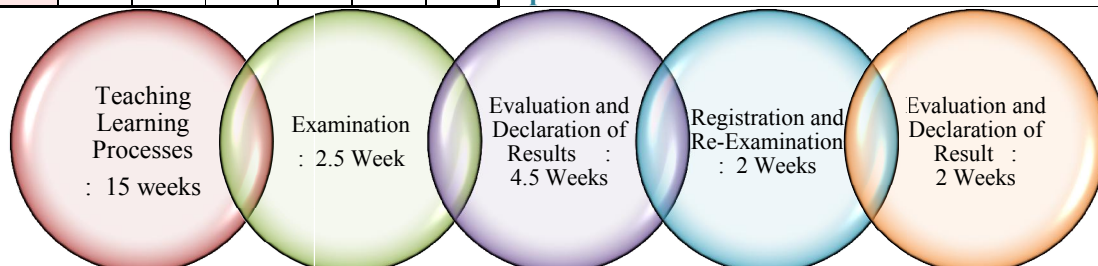 Teaching
Learning
Processes
: 15 weeks
Examination
: 2.5 Week
Evaluation and
Declaration of
Results :
4.5 Weeks
Registration and
Re-Examination
: 2 Weeks
Evaluation and
Declaration of
Result :
2 Weeks